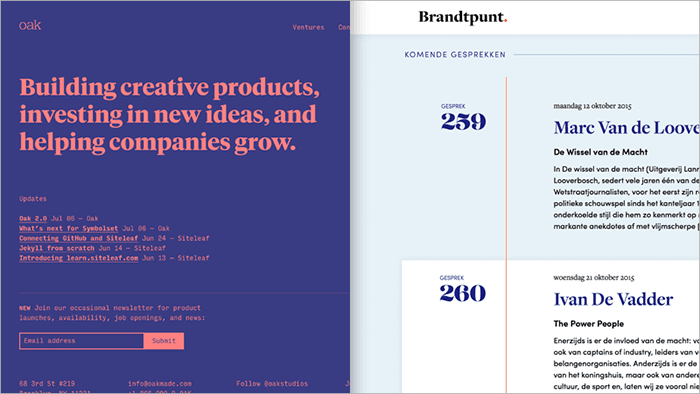 oak
Ventures
Building creative products,
investing in new ideas, and
helping companies grow.
Updates
Oak 2.0 Jul 06 — Oak
What's next for Symbolset Jul 06 — Oak
Connecting GitHub and Siteleaf Jun 24 — Siteleaf
Jekyll from scratch Jun 14 — Siteleaf
Introducing learn.siteleaf.com Jun 13 — Siteleaf
NEW Join our occasional newsletter for product
launches, availability, job openings, and news:
Email address Submit
68 3rd St #219 info@oakmade.com Follow @oakstudios
Brandtpunt.
KOMENDE GESPREKKEN
GESPREK
259
maandag 12 oktober 2015
Marc Van de Loove
De Wissel van de Macht
In De wissel van de macht (Uitgeverij Lann
Looverbosch, sedert vele jaren één van de
Wetstraatjournalisten, voor het eerst zijn r
politieke schouwspel sinds het kanteljaar 1
onderkoelde stijl die hem zo kenmerkt op r
markante anekdotes af met vlijmscherpe
GESPREK
260
woensdag 21 oktober 2015
Ivan De Vadder
The Power People
Enerzijds is er de invloed van de macht: vo
ook van captains of industry, leiders van v
belangenorganisaties. Anderzijds is er de
van het koningshuis, maar ook van andere
cultuur, de sport en, laten wij ze vooral nie